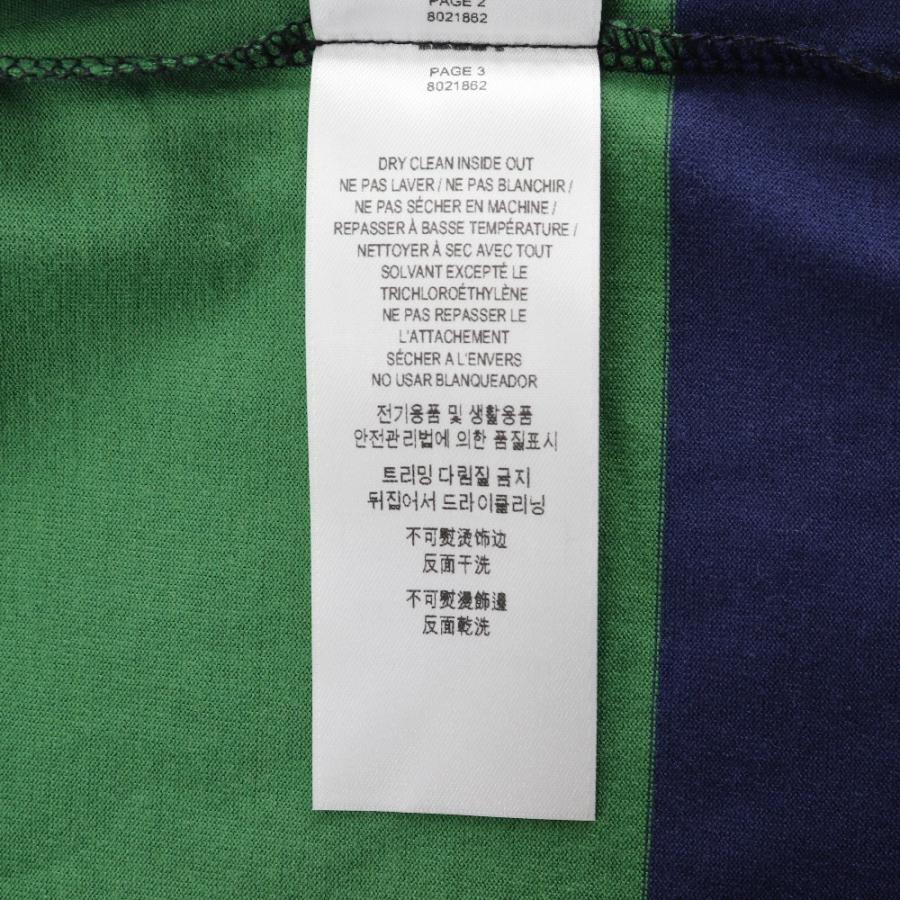 PAGE 2
8021862
PAGE 3
8021862
DRY CLEAN INSIDE OUT
NE PAS LAVER / NE PAS BLANCHIR /
NE PAS SÉCHER EN MACHINE /
REPASSER À BASSE TEMPÉRATURE /
NETTOYER À SEC AVEC TOUT
SOLVANT EXCEPTÉ LE
TRICHLOROÉTHYLÈNE
NE PAS REPASSER LE
L'ATTACHEMENT
SÉCHER A L'ENVERS
NO USAR BLANQUEADOR
전기용품 및 생활용품
안전관리법에 의한 품질표시
트리밍 다림질 금지
뒤집어서 드라이클리닝
不可熨烫饰边
反面干洗
不可熨燙飾邊
反面乾洗